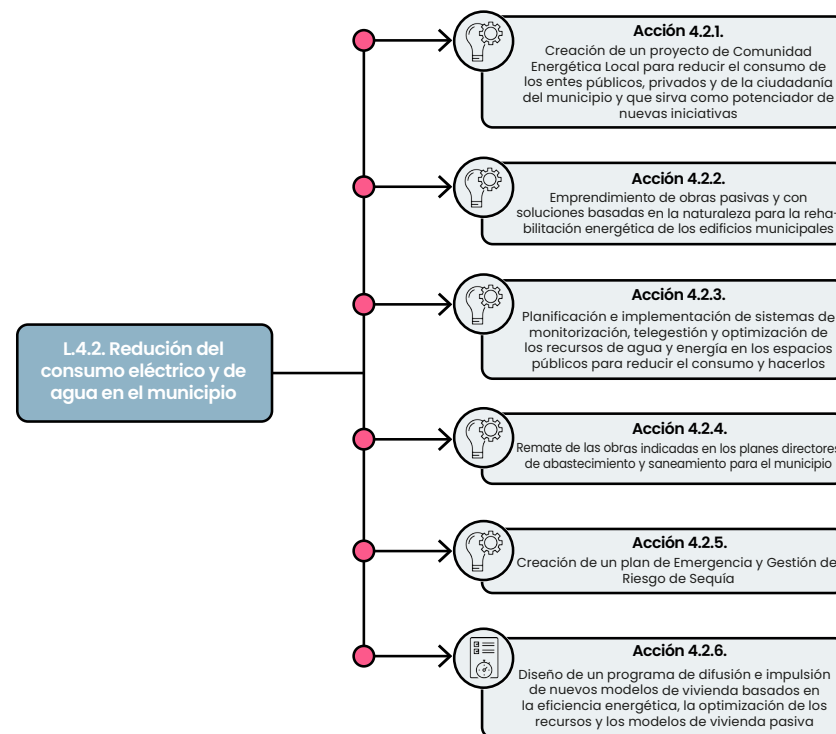 L.4.2. Redución del
consumo eléctrico y de
agua en el municipio
Acción 4.2.1.
Creación de un proyecto de Comunidad
Energética Local para reducir el consumo de
los entes públicos, privados y de la ciudadanía
del municipio y que sirva como potenciador de
nuevas iniciativas
Acción 4.2.2.
Emprendimiento de obras pasivas y con
soluciones basadas en la naturaleza para la reha-
bilitación energética de los edificios municipales
Acción 4.2.3.
Planificación e implementación de sistemas de
monitorización, telegestión y optimización de
los recursos de agua y energía en los espacios
públicos para reducir el consumo y hacerlos
Acción 4.2.4.
Remate de las obras indicadas en los planes directores
de abastecimiento y saneamiento para el municipio
Acción 4.2.5.
Creación de un plan de Emergencia y Gestión de
Riesgo de Sequía
Acción 4.2.6.
Diseño de un programa de difusión e impulsión
de nuevos modelos de vivienda basados en
la eficiencia energética, la optimización de los
recursos y los modelos de vivienda pasiva